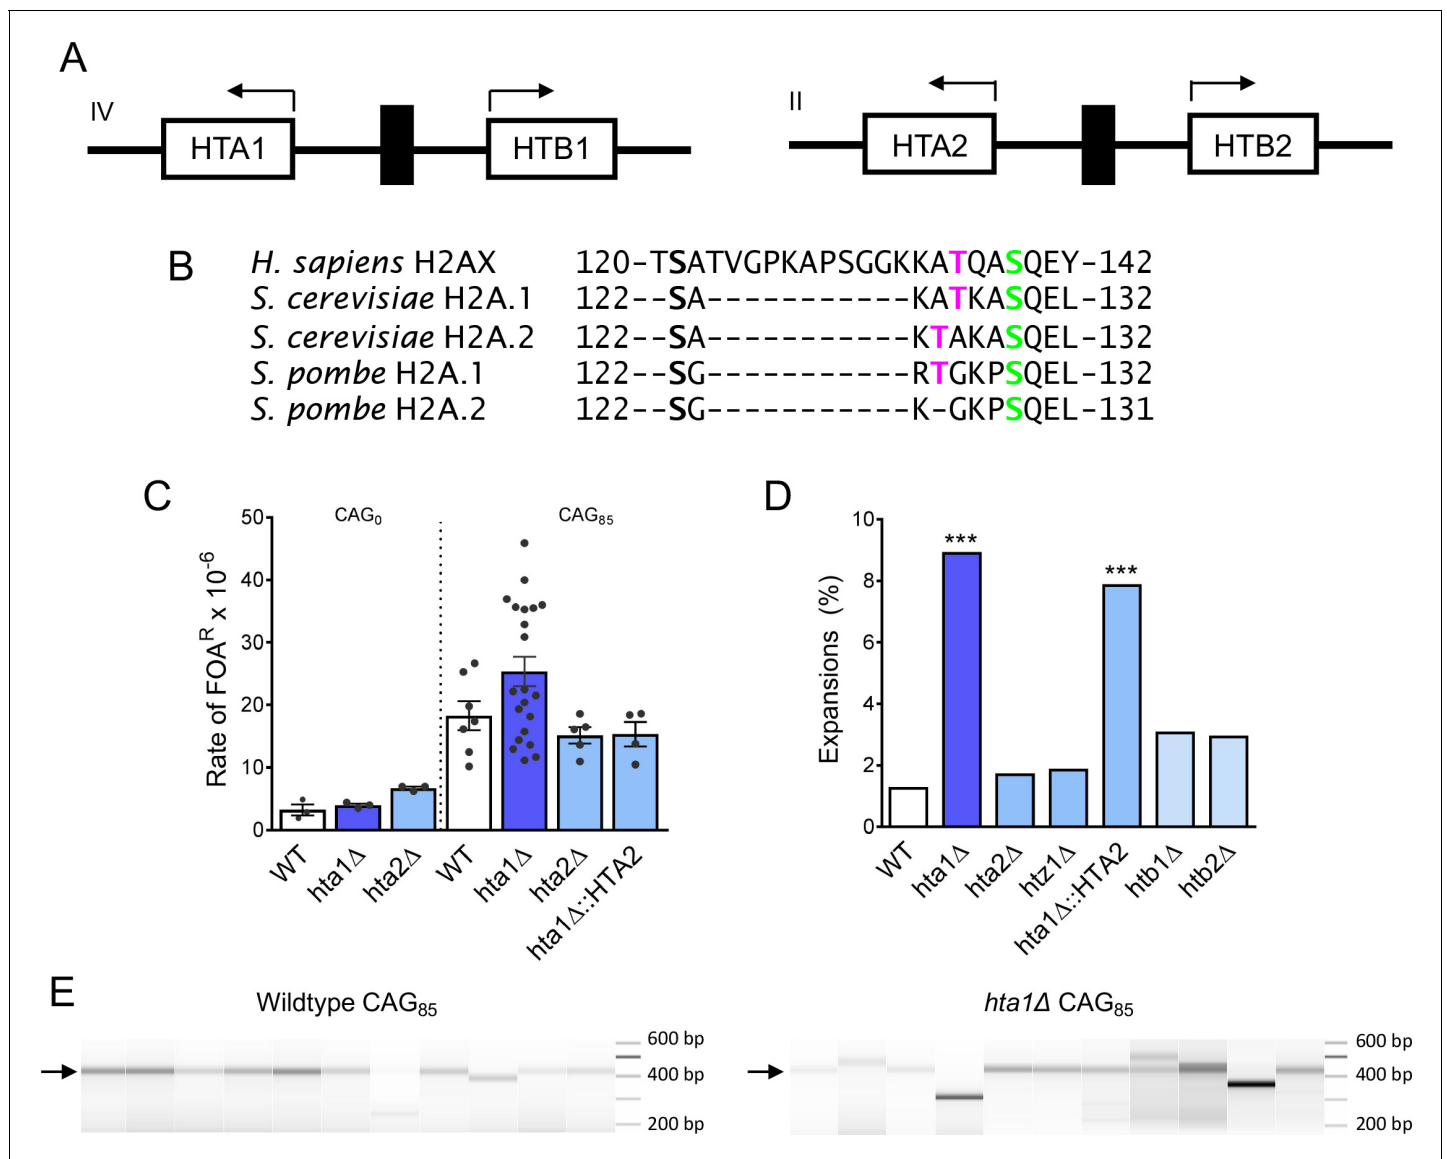 A
IV
HTA1
HTB1
II
HTA2
HTB2
B
H. sapiens H2AX 120-TSATVGPKAPSGGKKATQASQEY-142
S. cerevisiae H2A.1 122--SA-----------KATKASQEL-132
S. cerevisiae H2A.2 122--SA-----------KTAKASQEL-132
S. pombe H2A.1 122--SG-----------RTGKPSQEL-132
S. pombe H2A.2 122--SG-----------K-GKPSQEL-131
C
CAG0
CAG85
Rate of FOA^R x 10^-6
50
40
30
20
10
0
WT
hta1Δ
hta2Δ
WT
hta1Δ
hta2Δ
hta1Δ::HTA2
D
Expansions (%)
10
8
6
4
2
0
***
***
WT
hta1Δ
hta2Δ
htz1Δ
hta1Δ::HTA2
htb1Δ
htb2Δ
E
Wildtype CAG85
600 bp
400 bp
200 bp
hta1Δ CAG85
600 bp
400 bp
200 bp